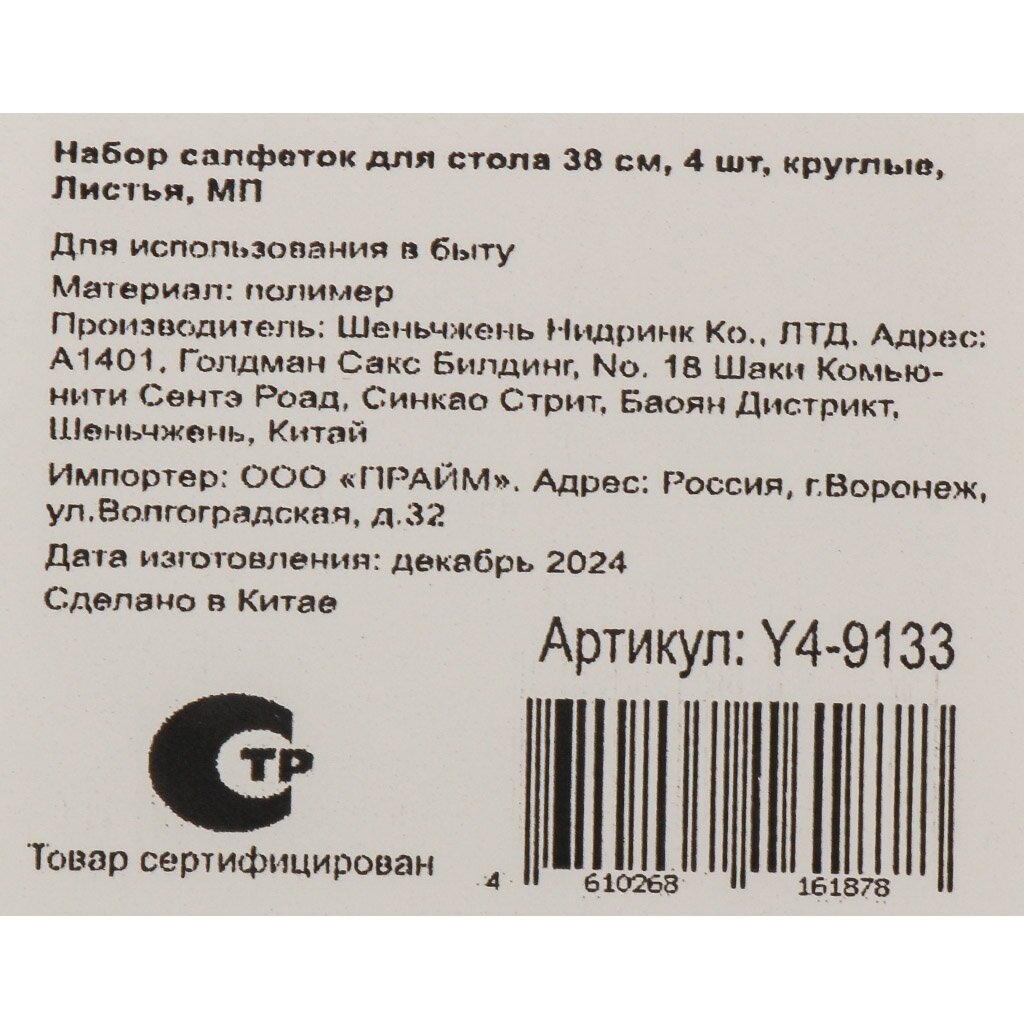 Набор салфеток для стола 38 см, 4 шт, круглые,
Листья, МП
Для использования в быту
Материал: полимер
Производитель: Шеньчжень Нидринк Ко., ЛТД. Адрес:
А1401, Голдман Сакс Билдинг, No. 18 Шаки Комью-
нити Сентэ Роад, Синкао Стрит, Баоян Дистрикт,
Шеньчжень, Китай
Импортер: ООО «ПРАЙМ». Адрес: Россия, г.Воронеж,
ул.Волгоградская, д.32
Дата изготовления: декабрь 2024
Сделано в Китае
Артикул: Y4-9133
ТР
Товар сертифицирован
4 610268 161878